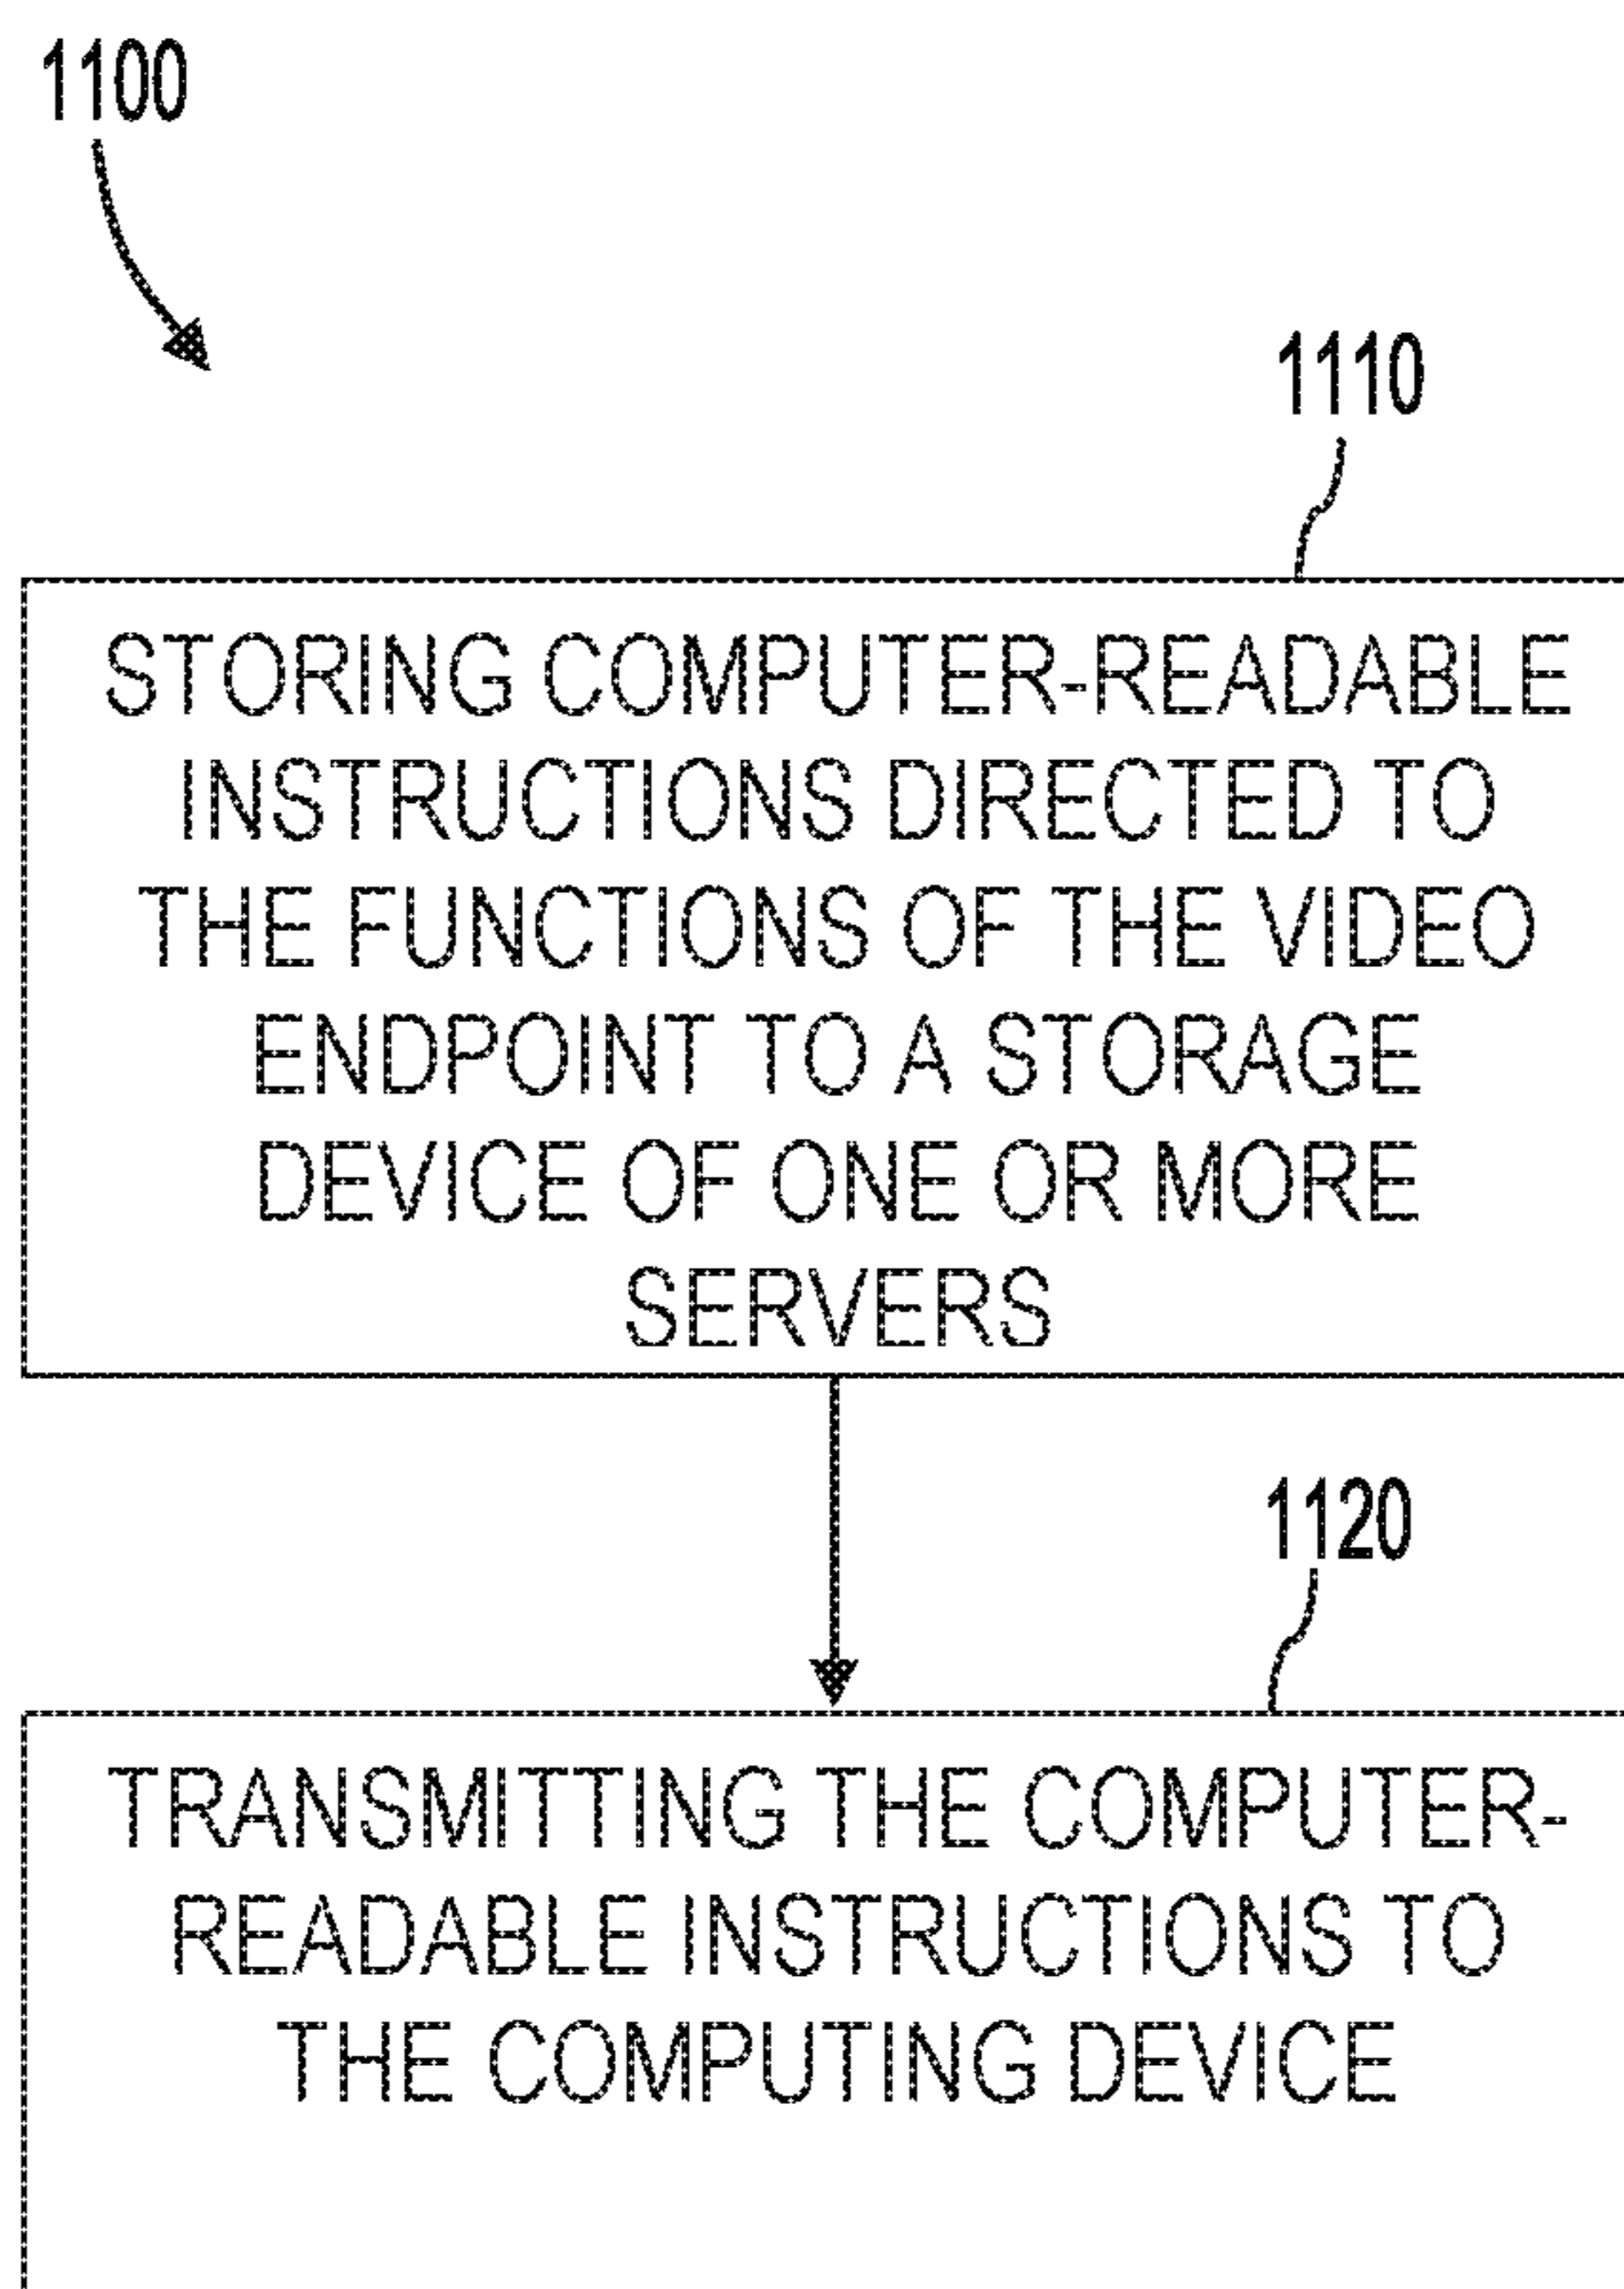 1100
1110
STORING COMPUTER-READABLE
INSTRUCTIONS DIRECTED TO
THE FUNCTIONS OF THE VIDEO
ENDPOINT TO A STORAGE
DEVICE OF ONE OR MORE
SERVERS
1120
TRANSMITTING THE COMPUTER-
READABLE INSTRUCTIONS TO
THE COMPUTING DEVICE